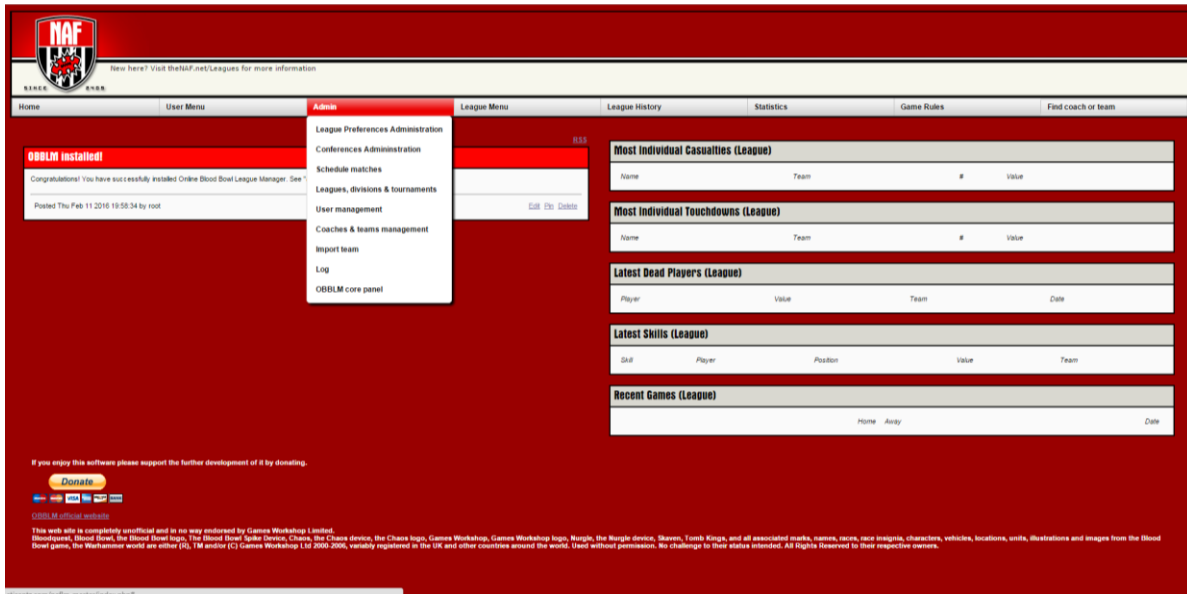 NAF
SINCE 2488
New here? Visit theNAF.net/Leagues for more information
Home User Menu Admin League Menu League History Statistics Game Rules Find coach or team
League Preferences Administration
Conferences Admininstration
Schedule matches
Leagues, divisions & tournaments
User management
Coaches & teams management
Import team
Log
OBBLM core panel
RSS
OBBLM installed!
Congratulations! You have successfully installed Online Blood Bowl League Manager. See
Posted Thu Feb 11 2016 19:58:34 by root Edit Pin Delete
Most Individual Casualties (League)
Name Team # Value
Most Individual Touchdowns (League)
Name Team # Value
Latest Dead Players (League)
Player Value Team Date
Latest Skills (League)
Skill Player Position Value Team
Recent Games (League)
Home Away Date
If you enjoy this software please support the further development of it by donating.
Donate
VISA
OBBLM official website
This web site is completely unofficial and in no way endorsed by Games Workshop Limited.
Bloodquest, Blood Bowl, the Blood Bowl logo, The Blood Bowl Spike Device, Chaos, the Chaos device, the Chaos logo, Games Workshop, Games Workshop logo, Nurgle, the Nurgle device, Skaven, Tomb Kings, and all associated marks, names, races, race insignia, characters, vehicles, locations, units, illustrations and images from the Blood
Bowl game, the Warhammer world are either (R), TM and/or (C) Games Workshop Ltd 2000-2006, variably registered in the UK and other countries around the world. Used without permission. No challenge to their status intended. All Rights Reserved to their respective owners.